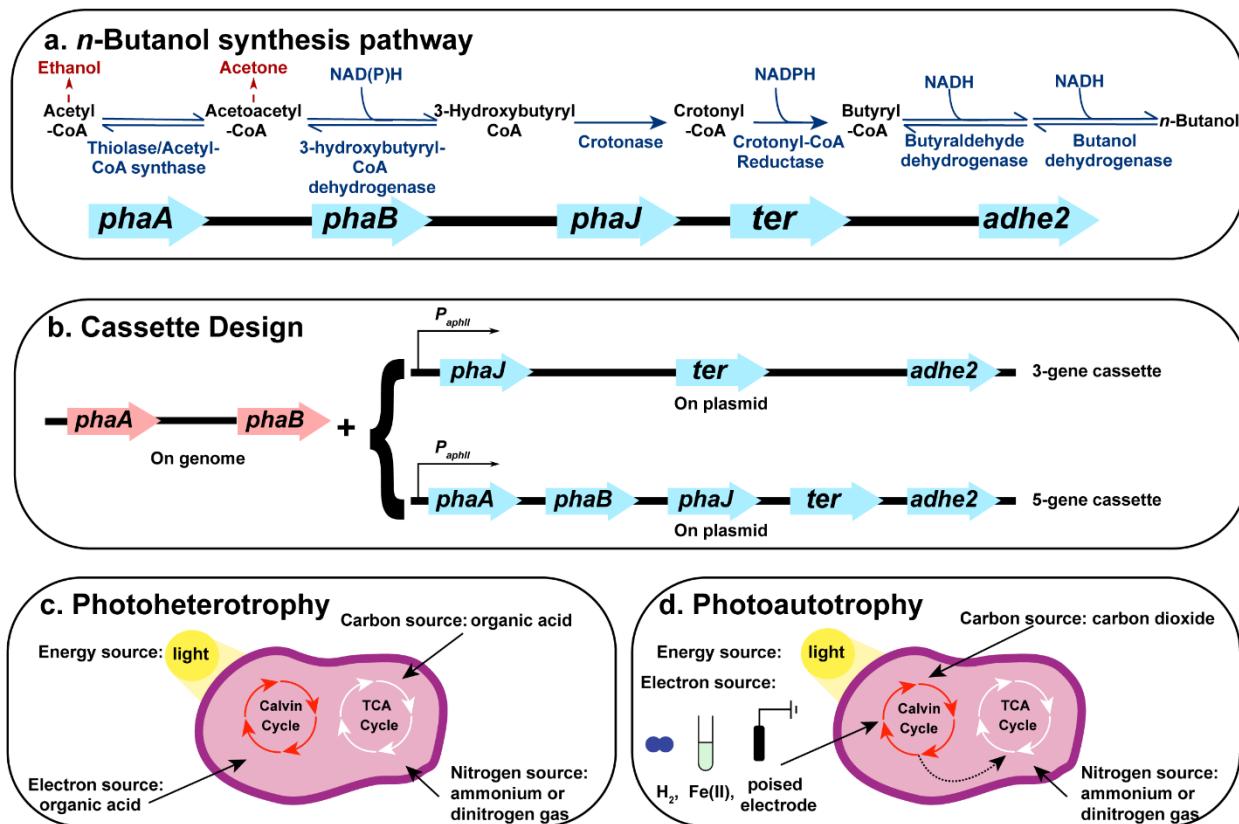 a. n-Butanol synthesis pathway
Ethanol
Acetone
NAD(P)H
NADPH
NADH
NADH
Acetyl
-CoA
Acetoacetyl
-CoA
3-Hydroxybutyryl
CoA
Crotonyl
-CoA
Butyryl
-CoA
n-Butanol
Thiolase/Acetyl-
CoA synthase
3-hydroxybutyryl-
CoA
dehydrogenase
Crotonase
Crotonyl-CoA
Reductase
Butyraldehyde
dehydrogenase
Butanol
dehydrogenase
phaA
phaB
phaJ
ter
adhe2
b. Cassette Design
phaA
phaB
On genome
+
{
PaphII
phaJ
ter
adhe2
3-gene cassette
On plasmid
PaphII
phaA
phaB
phaJ
ter
adhe2
5-gene cassette
On plasmid
c. Photoheterotrophy
Carbon source: organic acid
Energy source:
light
Calvin
Cycle
TCA
Cycle
Electron source:
organic acid
Nitrogen source:
ammonium or
dinitrogen gas
d. Photoautotrophy
Carbon source: carbon dioxide
Energy source:
light
Electron source:
Calvin
Cycle
TCA
Cycle
H2, Fe(II),
poised
electrode
Nitrogen source:
ammonium or
dinitrogen gas